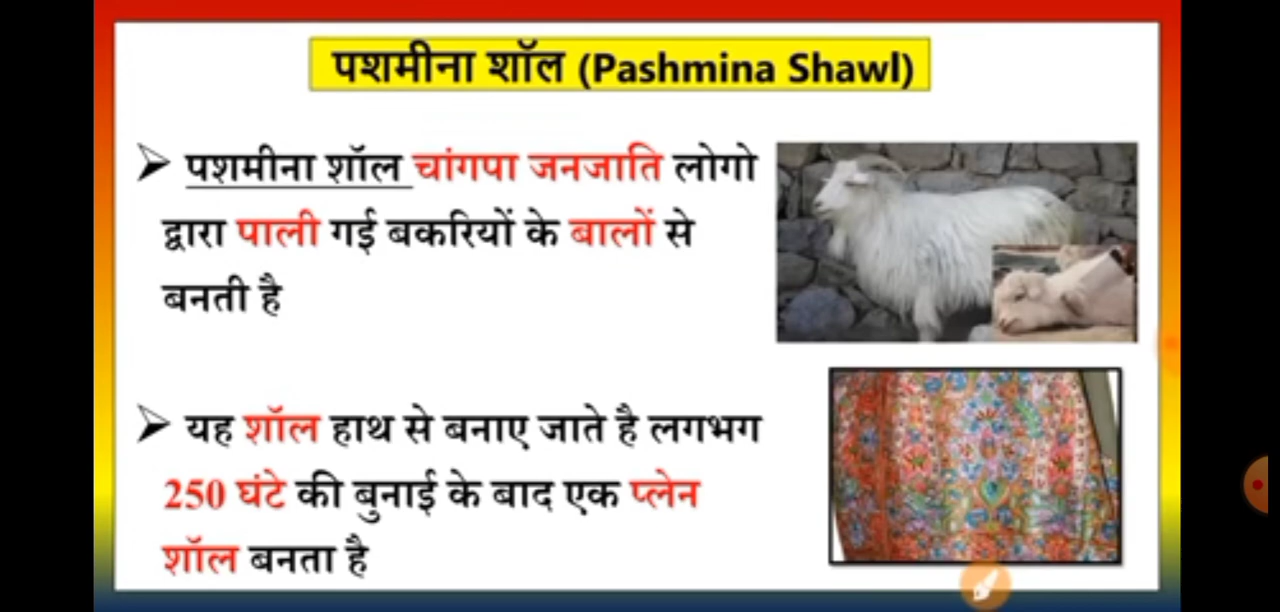 पशमीना शॉल (Pashmina Shawl)
➤ पशमीना शॉल चांगपा जनजाति लोगो
द्वारा पाली गई बकरियों के बालों से
बनती है
➤ यह शॉल हाथ से बनाए जाते है लगभग
250 घंटे की बुनाई के बाद एक प्लेन
शॉल बनता है